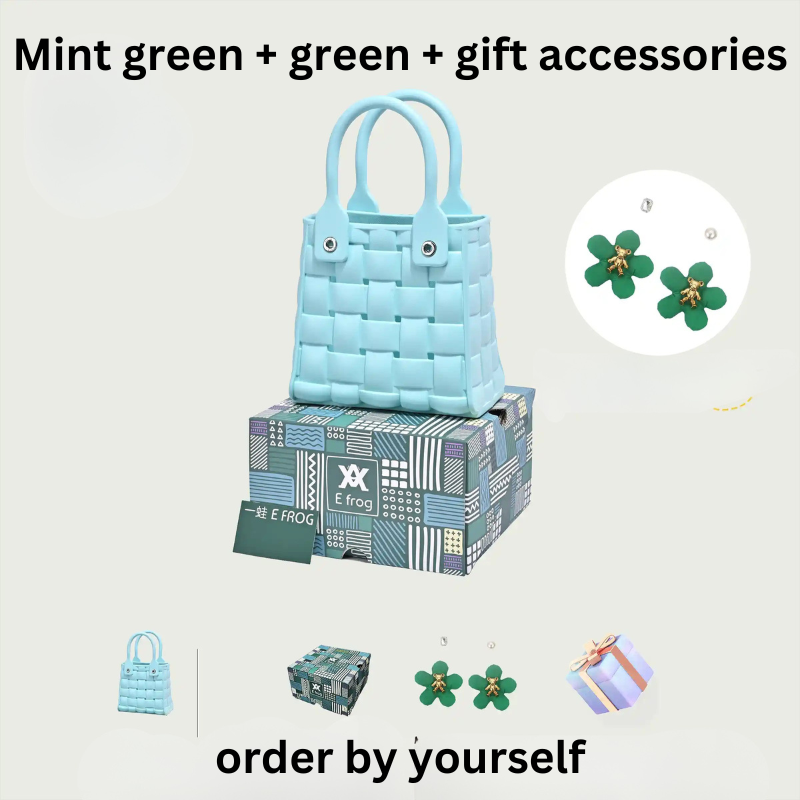 Mint green + green + gift accessories
E frog
一蛙 E FROG
order by yourself